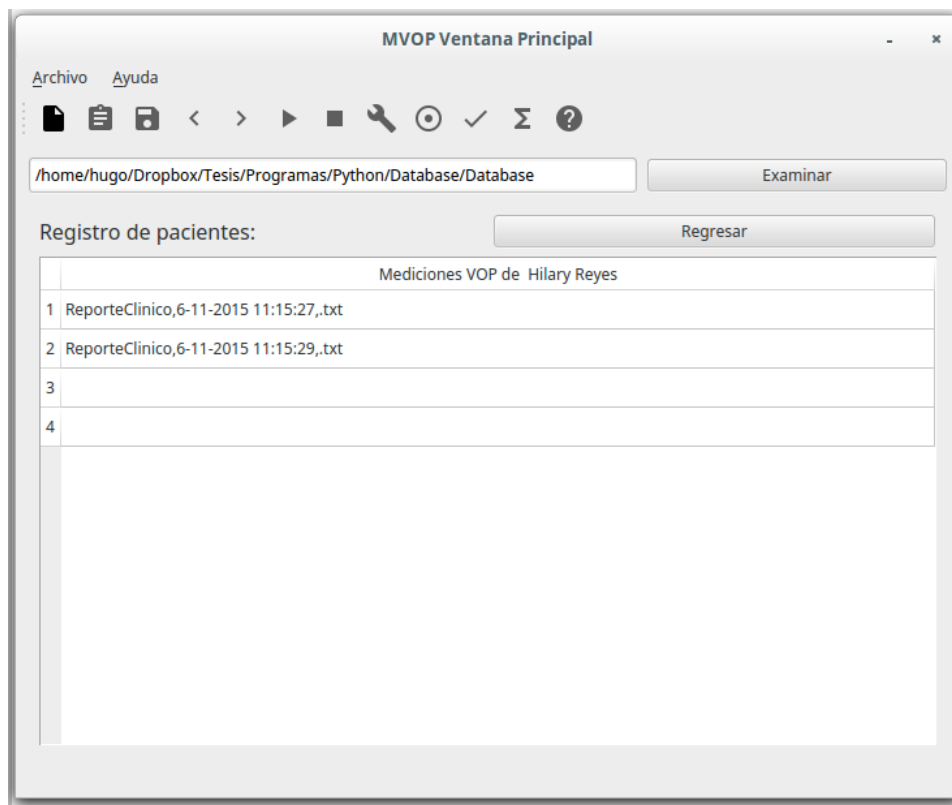 MVOP Ventana Principal
Archivo Ayuda
/home/hugo/Dropbox/Tesis/Programas/Python/Database/Database Examinar
Registro de pacientes: Regresar
Mediciones VOP de  Hilary Reyes
1 ReporteClinico,6-11-2015 11:15:27,.txt
2 ReporteClinico,6-11-2015 11:15:29,.txt
3
4